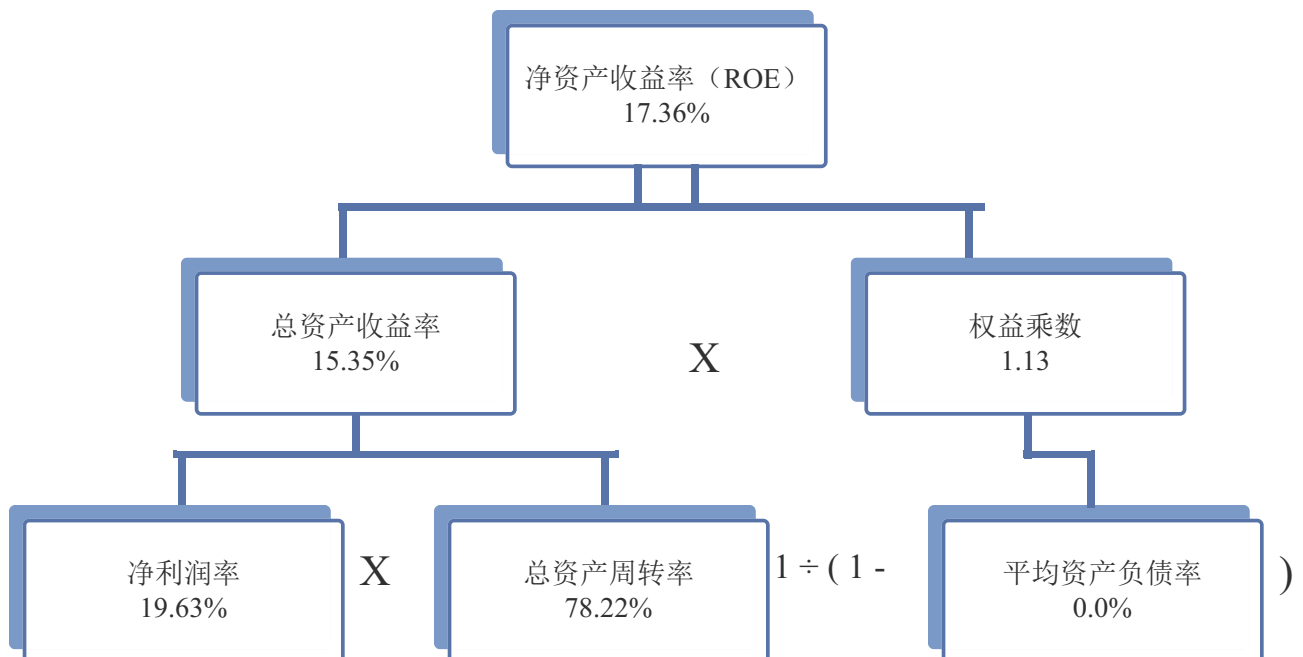 净资产收益率（ROE）
17.36%
总资产收益率
15.35%
X
权益乘数
1.13
净利润率
19.63%
X
总资产周转率
78.22%
1 ÷ ( 1 -
平均资产负债率
0.0%
)